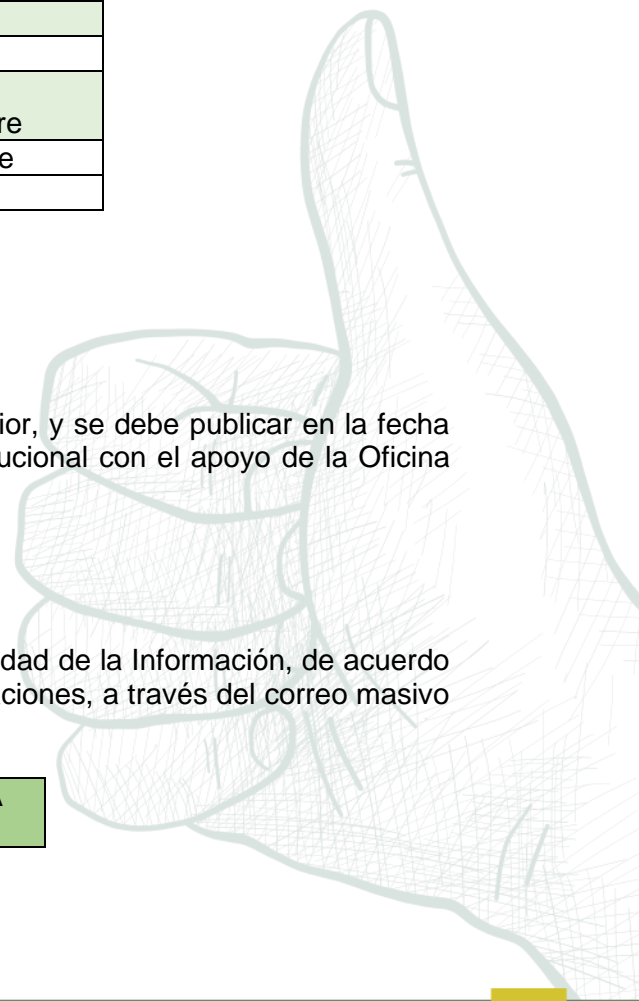 re
e
ior, y se debe publicar en la fecha
ucional con el apoyo de la Oficina
dad de la Información, de acuerdo
ciones, a través del correo masivo